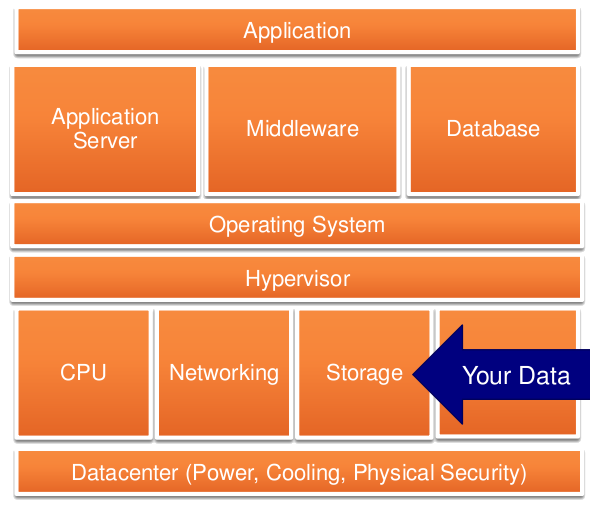 Application
Application
Server
Middleware
Database
Operating System
Hypervisor
CPU
Networking
Storage
Your Data
Datacenter (Power, Cooling, Physical Security)